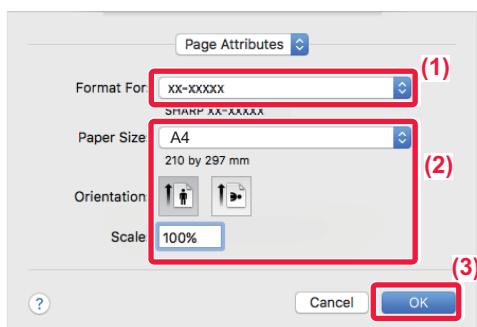 Page Attributes
(1)
Format For: xx-xxxxx
SHARP xx-xxxxx
Paper Size: A4
210 by 297 mm
(2)
Orientation:
Scale: 100%
(3)
? Cancel OK